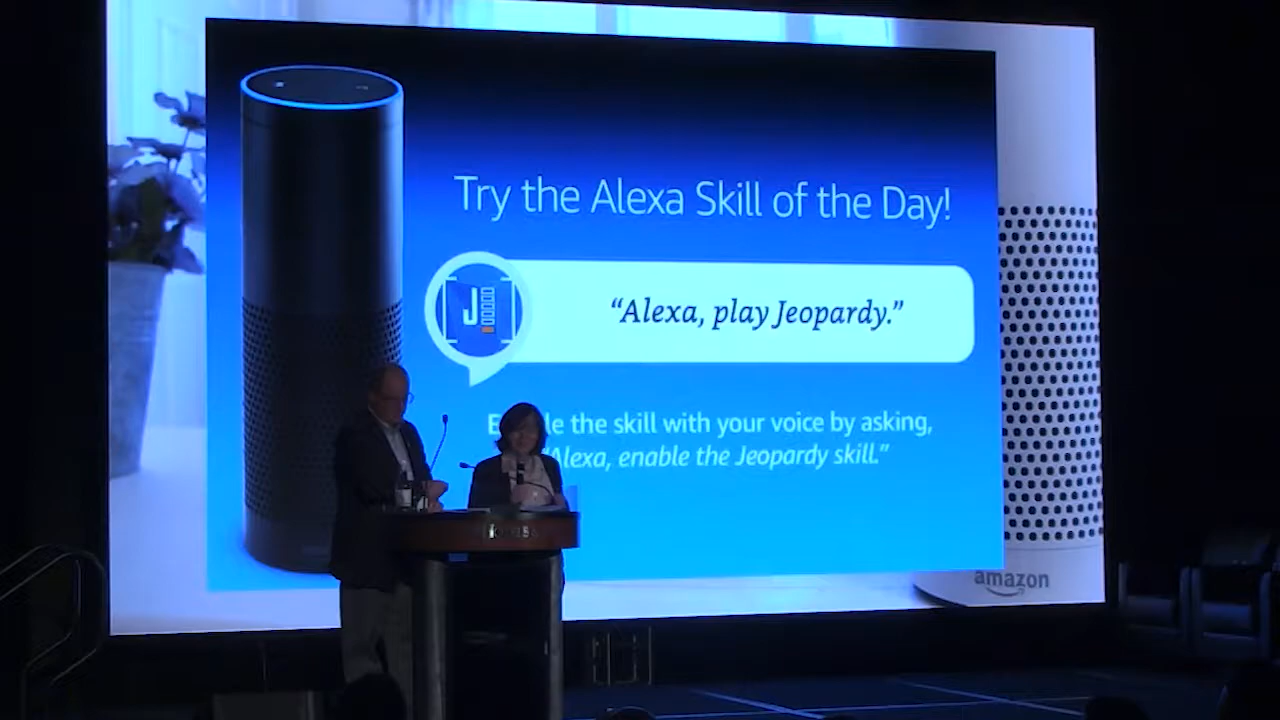 Try the Alexa Skill of the Day!
J
“Alexa, play Jeopardy.”
the skill with your voice by asking,
Alexa, enable the Jeopardy skill.”
amazon